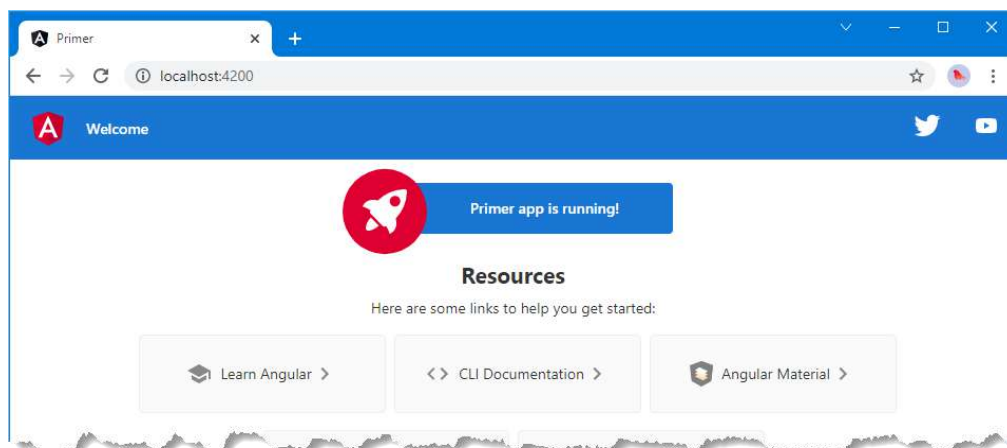 Primer
localhost:4200
Welcome
Primer app is running!
Resources
Here are some links to help you get started:
Learn Angular
CLI Documentation
Angular Material